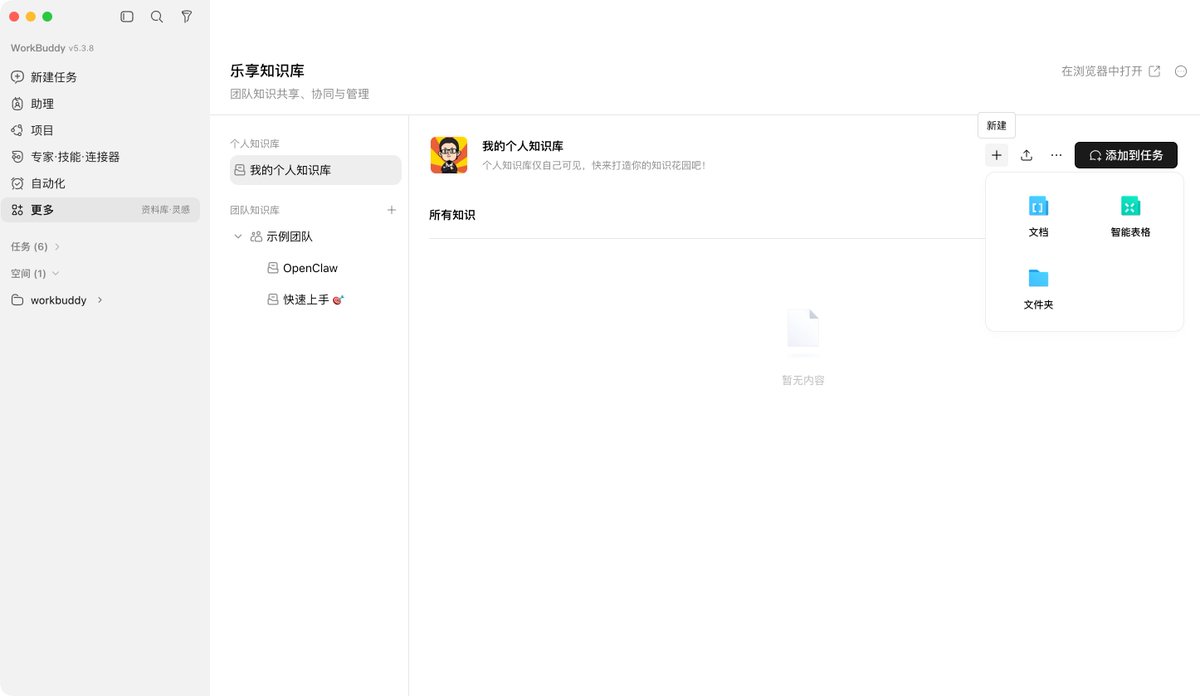 WorkBuddy v5.3.8
新建任务
助理
项目
专家·技能·连接器
自动化
更多
资料库·灵感
任务 (6)
空间 (1)
workbuddy
乐享知识库
团队知识共享、协同与管理
在浏览器中打开
个人知识库
我的个人知识库
团队知识库
示例团队
OpenClaw
快速上手🎯
我的个人知识库
个人知识库仅自己可见，快来打造你的知识花园吧！
新建
添加到任务
所有知识
文档
智能表格
文件夹
暂无内容